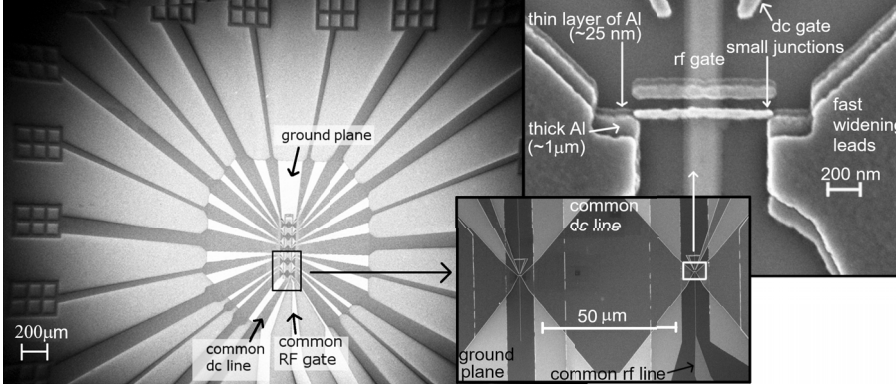 ground plane
200µm
common
dc line
common
RF gate
thin layer of Al
(~25 nm)
dc gate
small junctions
rf gate
thick Al
(~1µm)
fast
widening
leads
200 nm
common
dc line
50 µm
ground
plane
common rf line